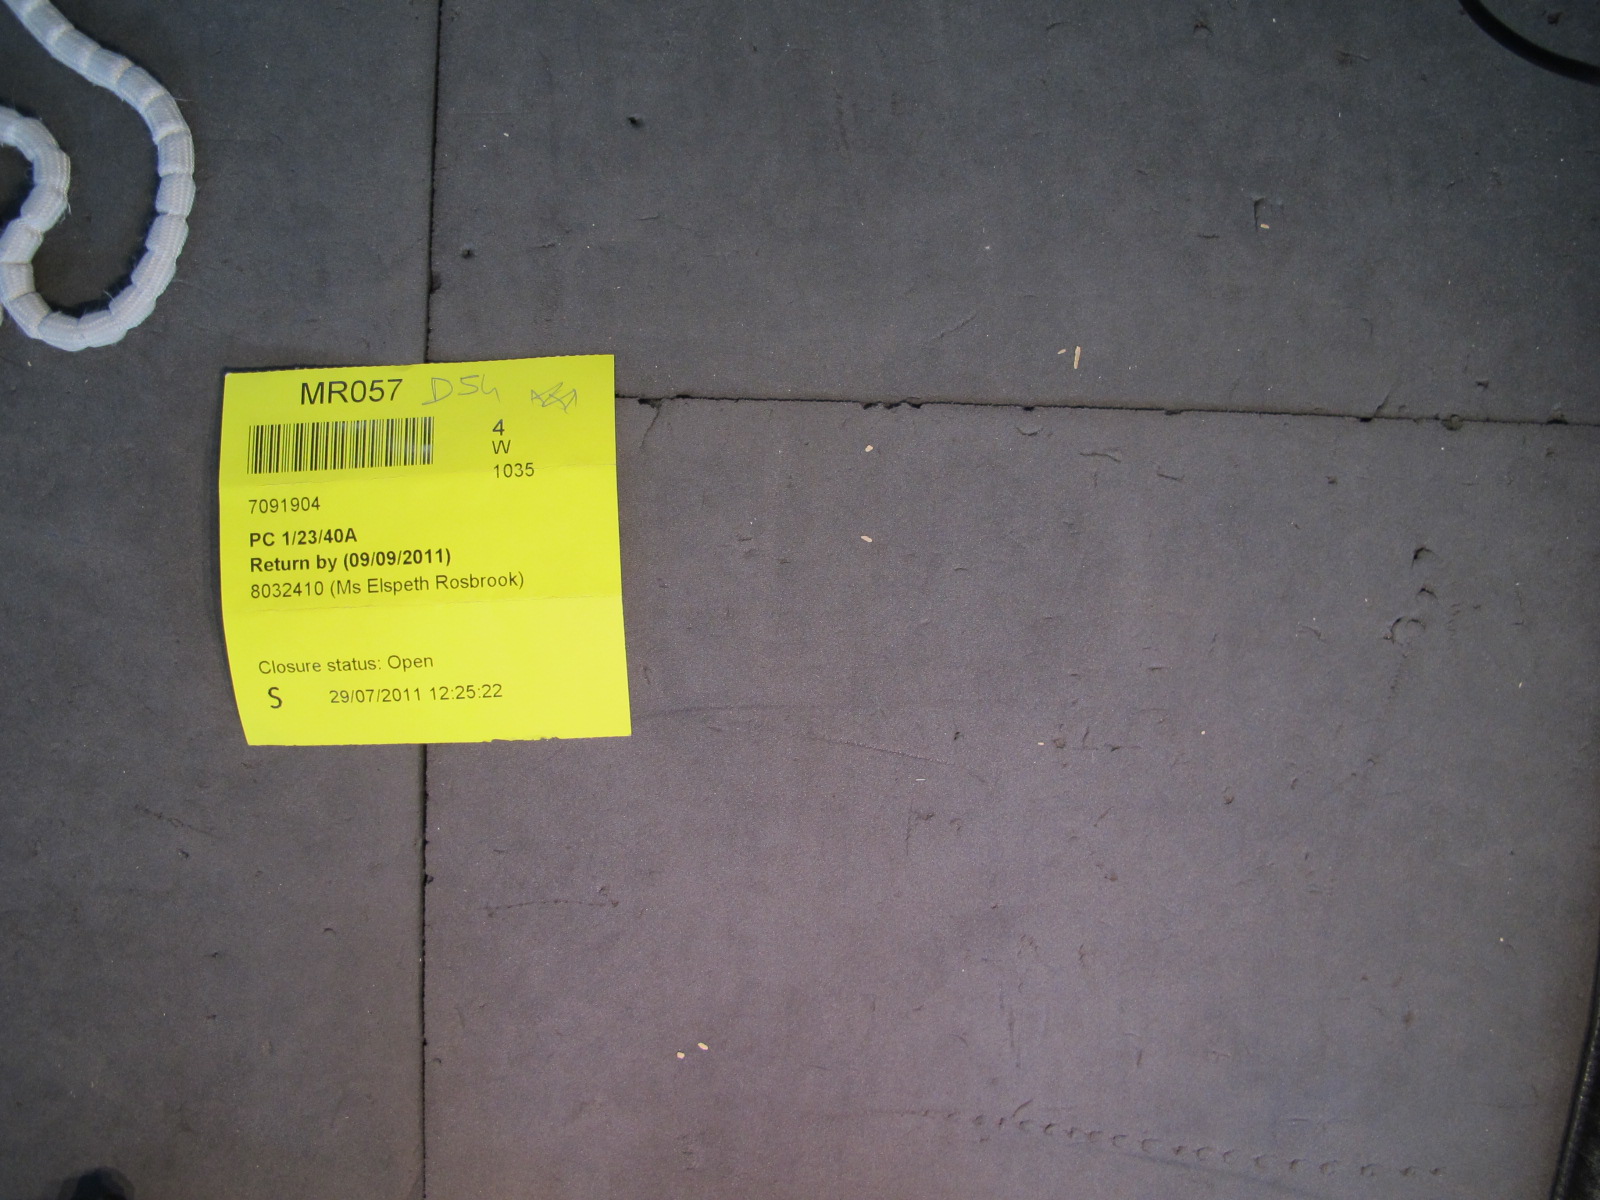 MR057 D54
4
W
1035
7091904
PC 1/23/40A
Return by (09/09/2011)
8032410 (Ms Elspeth Rosbrook)
Closure status: Open
S 29/07/2011 12:25:22